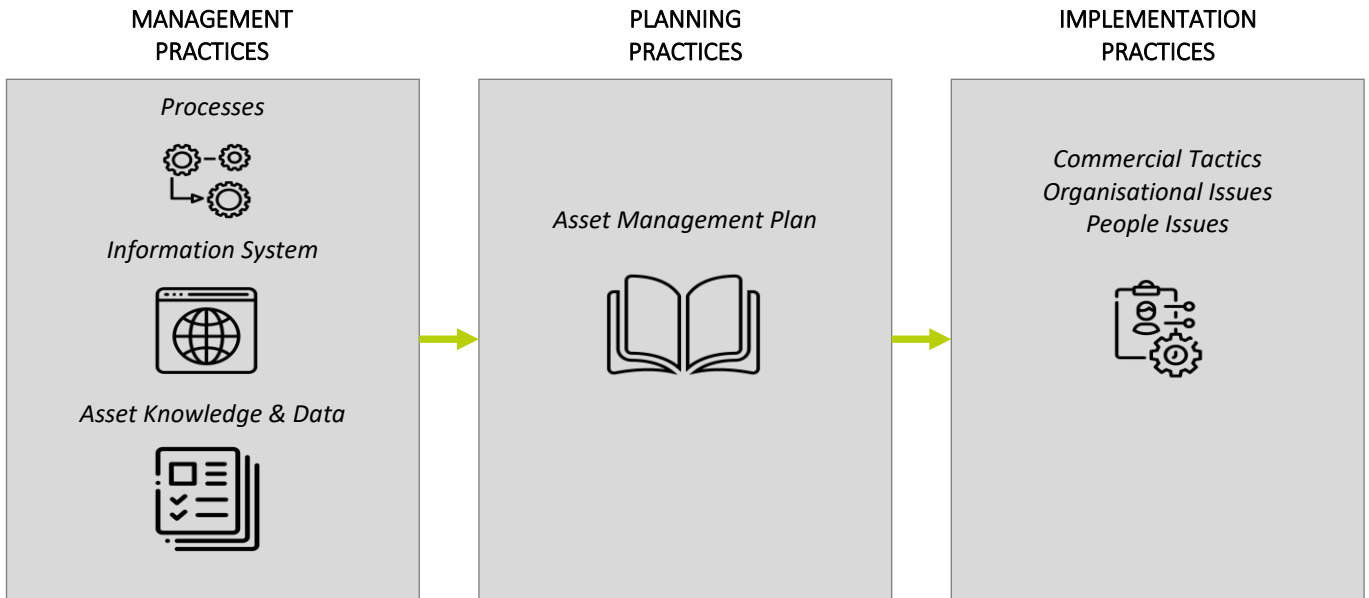 MANAGEMENT
PRACTICES
Processes
Information System
Asset Knowledge & Data
PLANNING
PRACTICES
Asset Management Plan
IMPLEMENTATION
PRACTICES
Commercial Tactics
Organisational Issues
People Issues